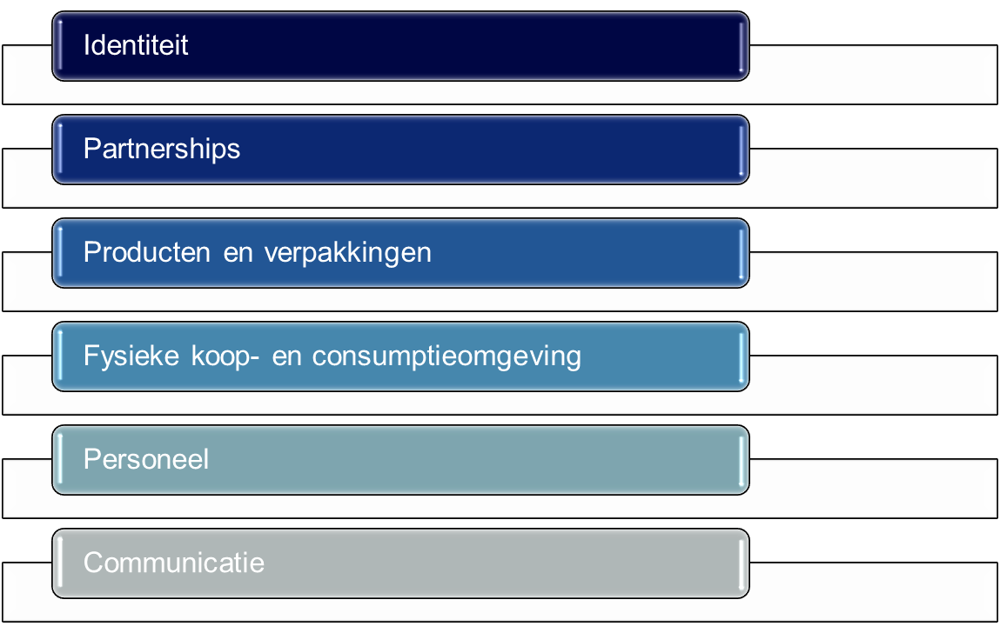 Identiteit
Partnerships
Producten en verpakkingen
Fysieke koop- en consumptieomgeving
Personeel
Communicatie